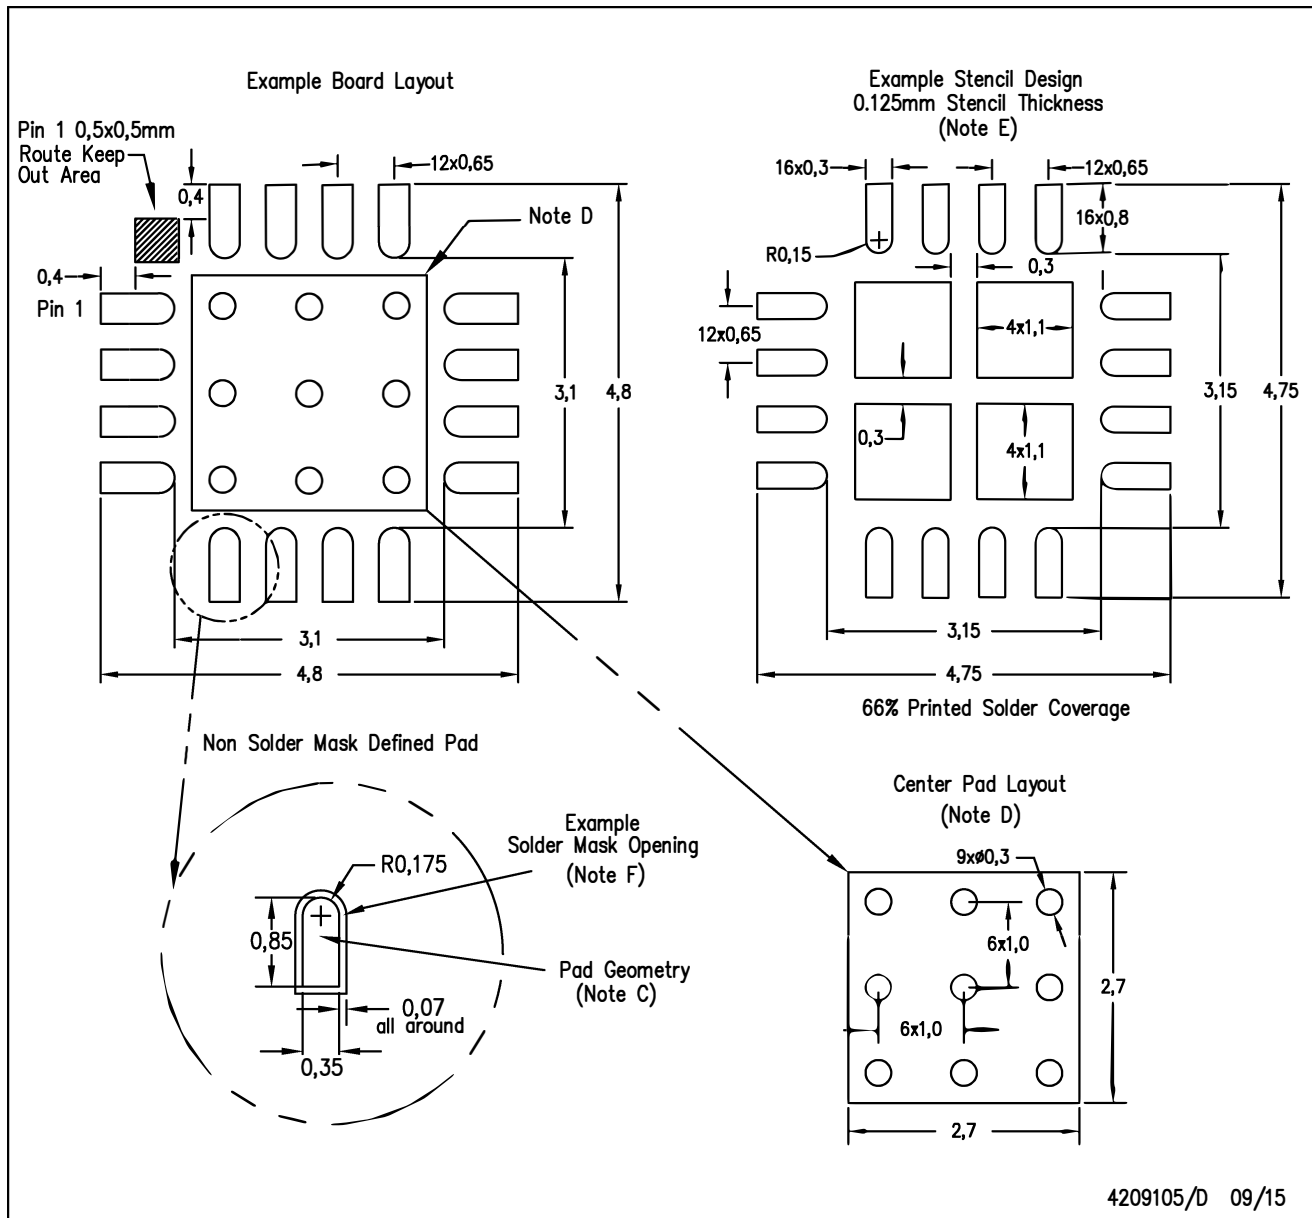 Example Board Layout
Pin 1 0,5x0,5mm
Route Keep
Out Area
12x0,65
0,4
Note D
0,4
Pin 1
3,1
4,8
3,1
4,8
Example Stencil Design
0.125mm Stencil Thickness
(Note E)
16x0,3
12x0,65
16x0,8
R0,15
0,3
12x0,65
4x1,1
3,15
4,75
0,3
4x1,1
3,15
4,75
66% Printed Solder Coverage
Non Solder Mask Defined Pad
Example
Solder Mask Opening
(Note F)
R0,175
0,85
Pad Geometry
(Note C)
0,07
all around
0,35
Center Pad Layout
(Note D)
9xø0,3
6x1,0
2,7
6x1,0
2,7
4209105/D 09/15